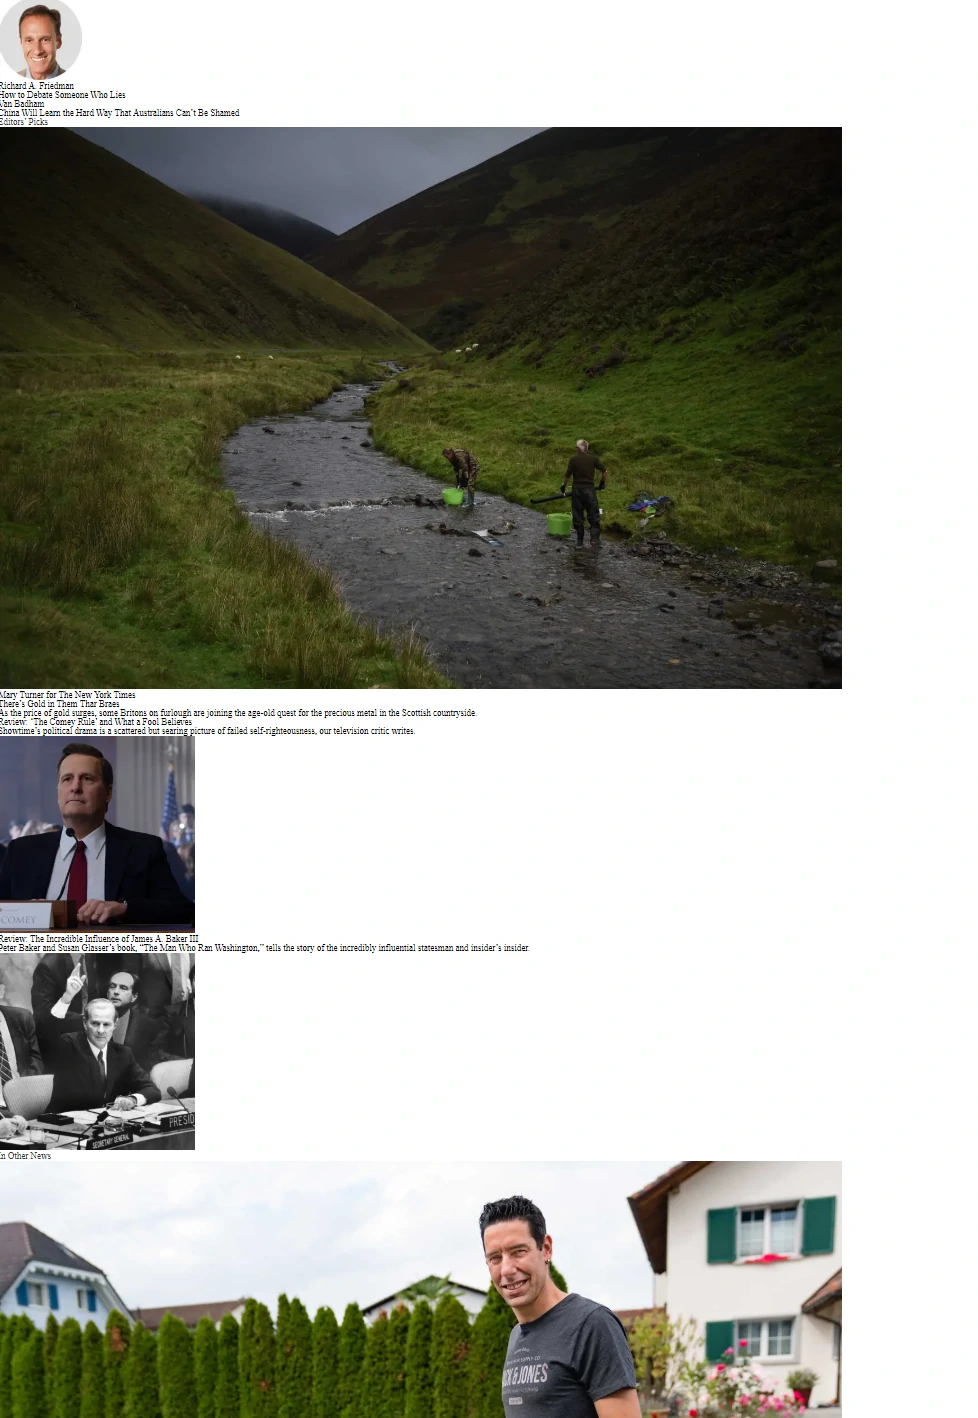 Richard A. Friedman
How to Debate Someone Who Lies
Van Badham
China Will Learn the Hard Way That Australians Can't Be Shamed
Editors' Picks
Mary Turner for The New York Times
There's Gold in Them Thar Braes
As the price of gold surges, some Britons on furlough are joining the age-old quest for the precious metal in the Scottish countryside.
Review: 'The Comey Rule' and What a Fool Believes
Showtime's political drama is a scattered but searing picture of failed self-righteousness, our television critic writes.
COMEY
Review: The Incredible Influence of James A. Baker III
Peter Baker and Susan Glasser's book, "The Man Who Ran Washington," tells the story of the incredibly influential statesman and insider's insider.
PRESID
SECRETARY GENERAL
In Other News
CK & JONES